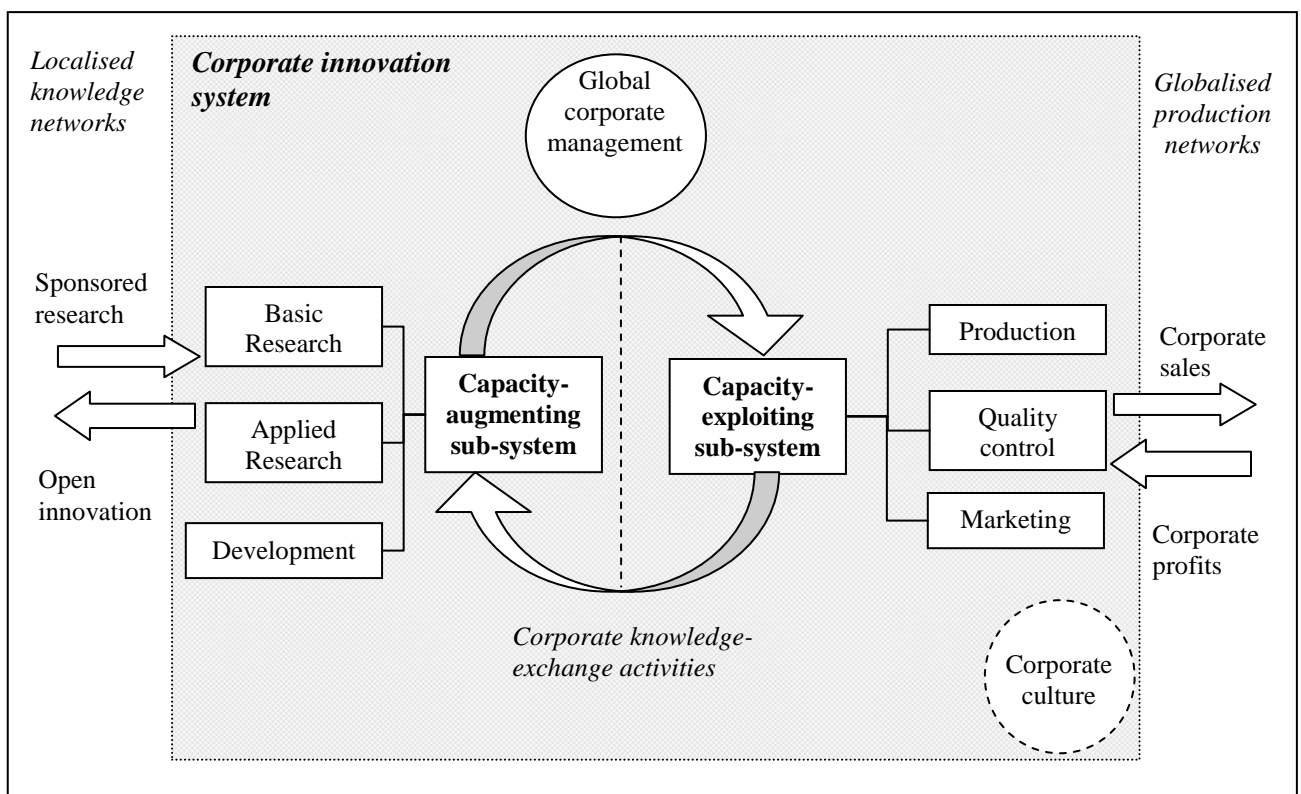 Localised
knowledge
networks
Corporate innovation
system
Global
corporate
management
Globalised
production
networks
Sponsored
research
Open
innovation
Basic
Research
Applied
Research
Development
Capacity-
augmenting
sub-system
Capacity-
exploiting
sub-system
Production
Quality
control
Marketing
Corporate
sales
Corporate
profits
Corporate knowledge-
exchange activities
Corporate
culture